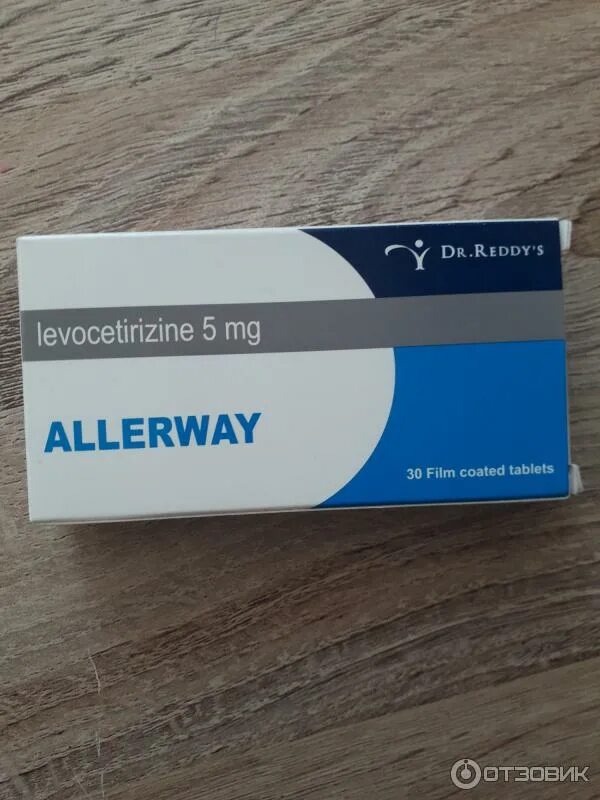 DR.REDDY'S
levocetirizine 5 mg
ALLERWAY
30 Film coated tablets
ОТЗОВИК